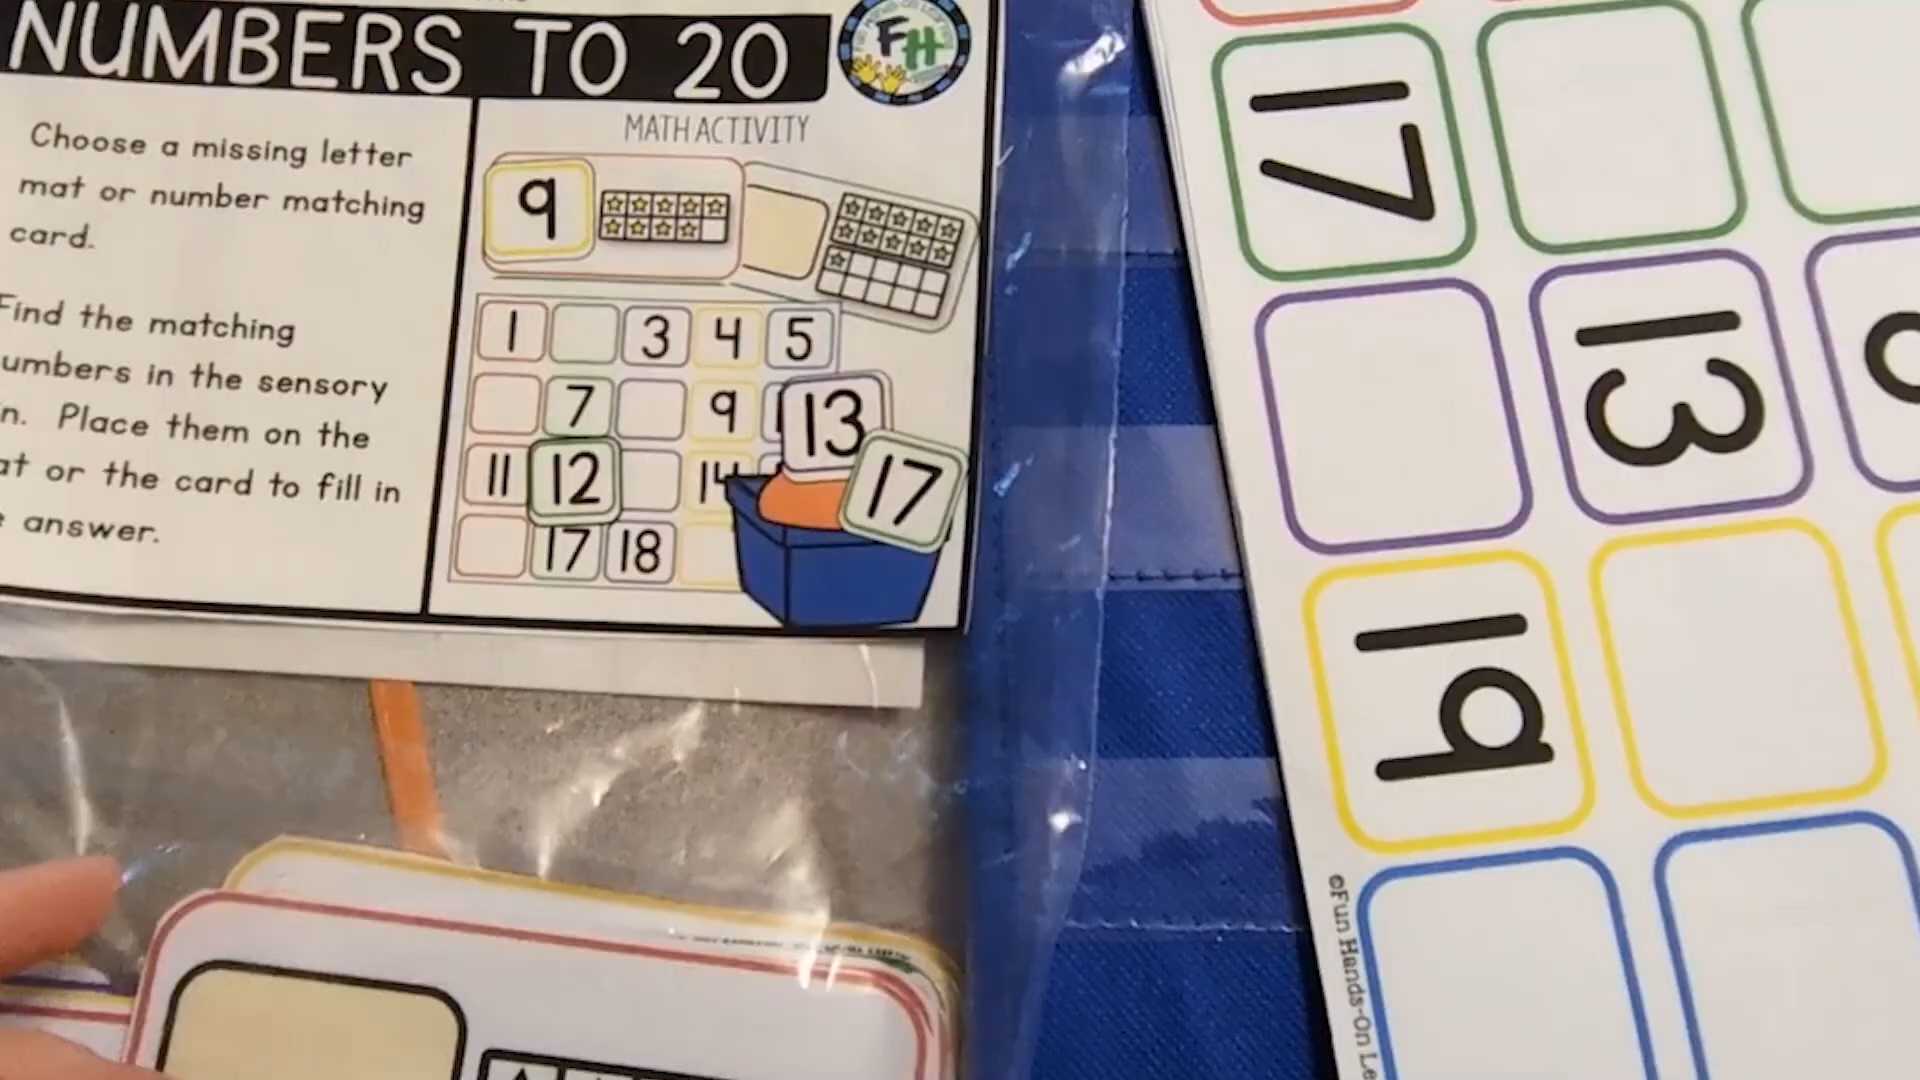 NUMBERS TO 20
FH
Choose a missing letter
mat or number matching
card.
Find the matching
umbers in the sensory
n. Place them on the
at or the card to fill in
answer.
MATH ACTIVITY
9
1 3 4 5
7 9
13
11 12 14
17
17 18
17
13
19
©Fun Hands-On Le